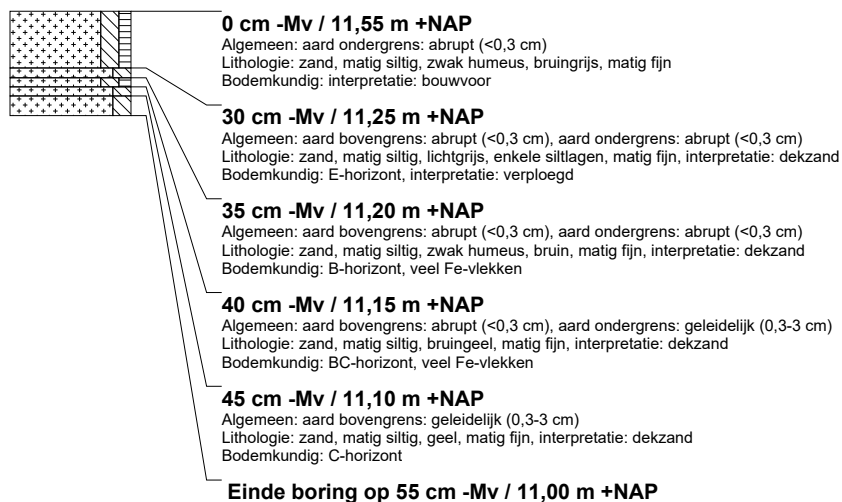 0 cm -Mv / 11,55 m +NAP
Algemeen: aard ondergrens: abrupt (<0,3 cm)
Lithologie: zand, matig siltig, zwak humeus, bruingrijs, matig fijn
Bodemkundig: interpretatie: bouwvoor
30 cm -Mv / 11,25 m +NAP
Algemeen: aard bovengrens: abrupt (<0,3 cm), aard ondergrens: abrupt (<0,3 cm)
Lithologie: zand, matig siltig, lichtgrijs, enkele siltlagen, matig fijn, interpretatie: dekzand
Bodemkundig: E-horizont, interpretatie: verploegd
35 cm -Mv / 11,20 m +NAP
Algemeen: aard bovengrens: abrupt (<0,3 cm), aard ondergrens: abrupt (<0,3 cm)
Lithologie: zand, matig siltig, zwak humeus, bruin, matig fijn, interpretatie: dekzand
Bodemkundig: B-horizont, veel Fe-vlekken
40 cm -Mv / 11,15 m +NAP
Algemeen: aard bovengrens: abrupt (<0,3 cm), aard ondergrens: geleidelijk (0,3-3 cm)
Lithologie: zand, matig siltig, bruingeel, matig fijn, interpretatie: dekzand
Bodemkundig: BC-horizont, veel Fe-vlekken
45 cm -Mv / 11,10 m +NAP
Algemeen: aard bovengrens: geleidelijk (0,3-3 cm)
Lithologie: zand, matig siltig, geel, matig fijn, interpretatie: dekzand
Bodemkundig: C-horizont
Einde boring op 55 cm -Mv / 11,00 m +NAP